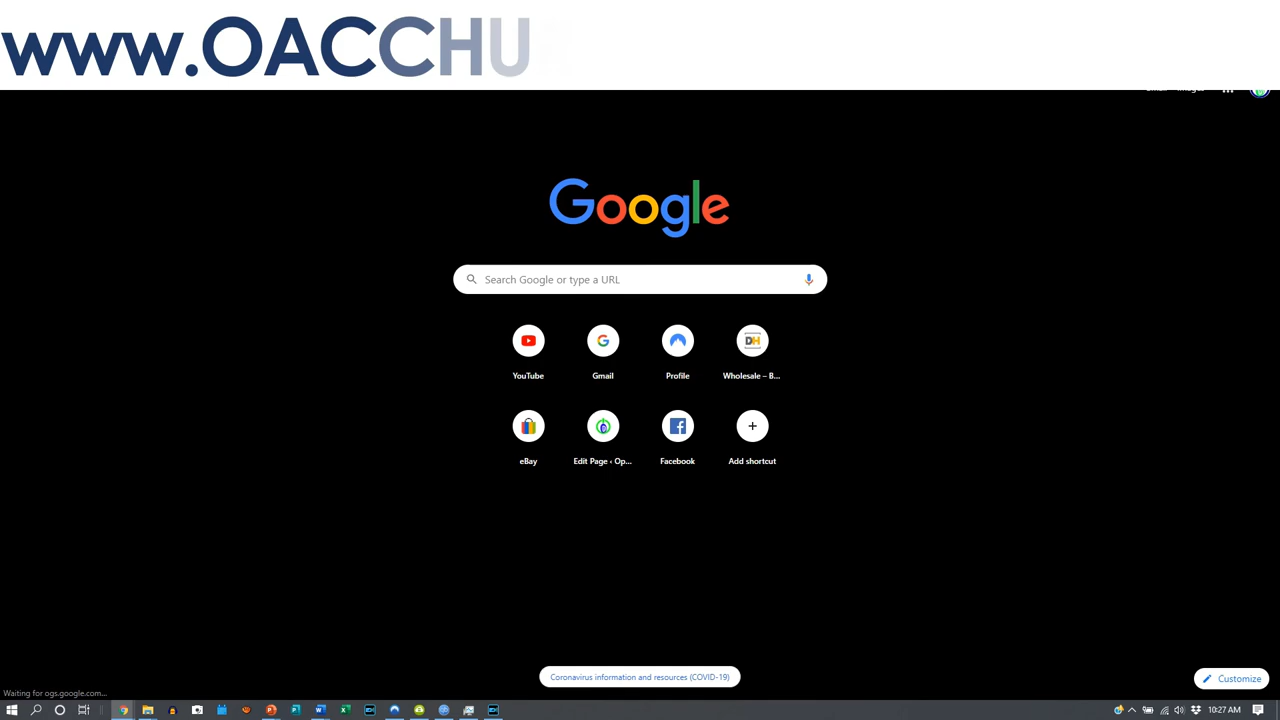 www.OACCHU
Google
Search Google or type a URL
YouTube
Gmail
Profile
DH
Wholesale – B...
eBay
Edit Page ‹ Op...
Facebook
Add shortcut
Coronavirus information and resources (COVID-19)
Customize
Waiting for ogs.google.com...
10:27 AM